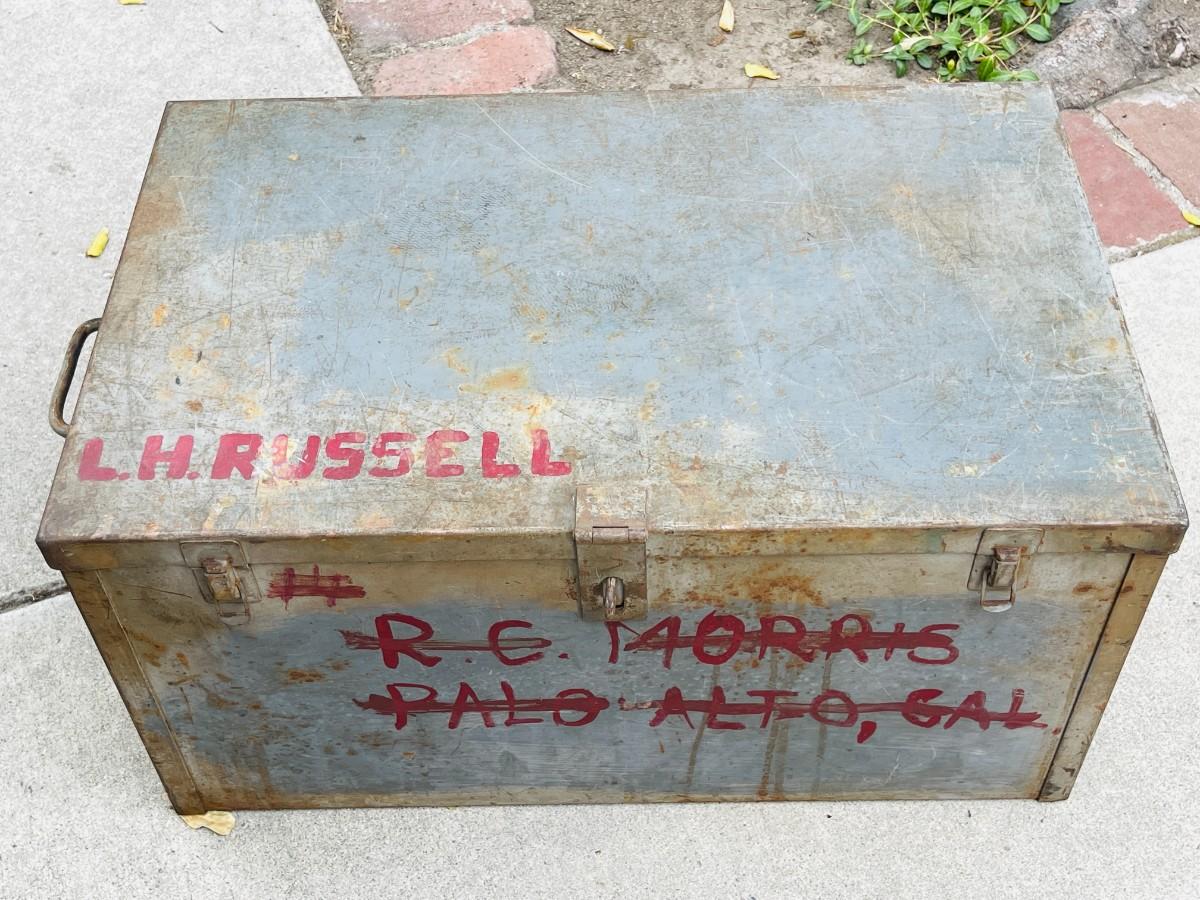 L.H.RUSSELL
R.C. MORRIS
PALO ALTO, CAL